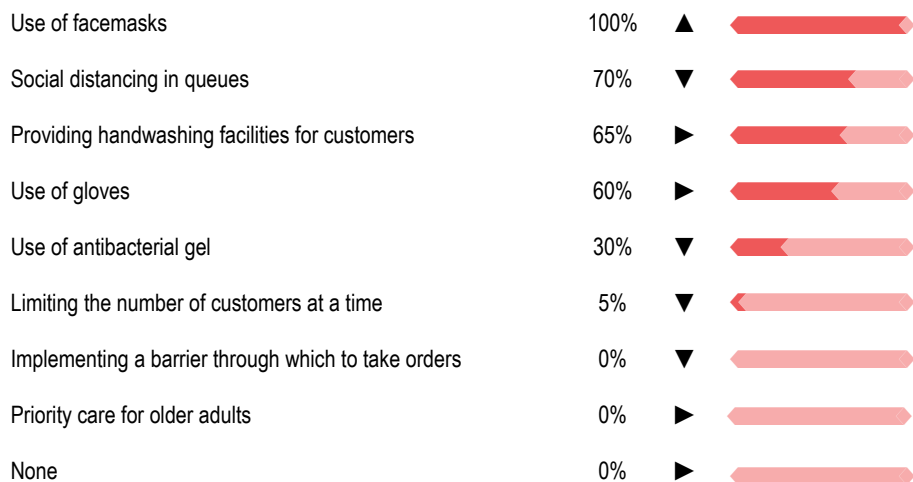 Use of facemasks 100% ▲
Social distancing in queues 70% ▼
Providing handwashing facilities for customers 65% ►
Use of gloves 60% ►
Use of antibacterial gel 30% ▼
Limiting the number of customers at a time 5% ▼
Implementing a barrier through which to take orders 0% ▼
Priority care for older adults 0% ►
None 0% ►